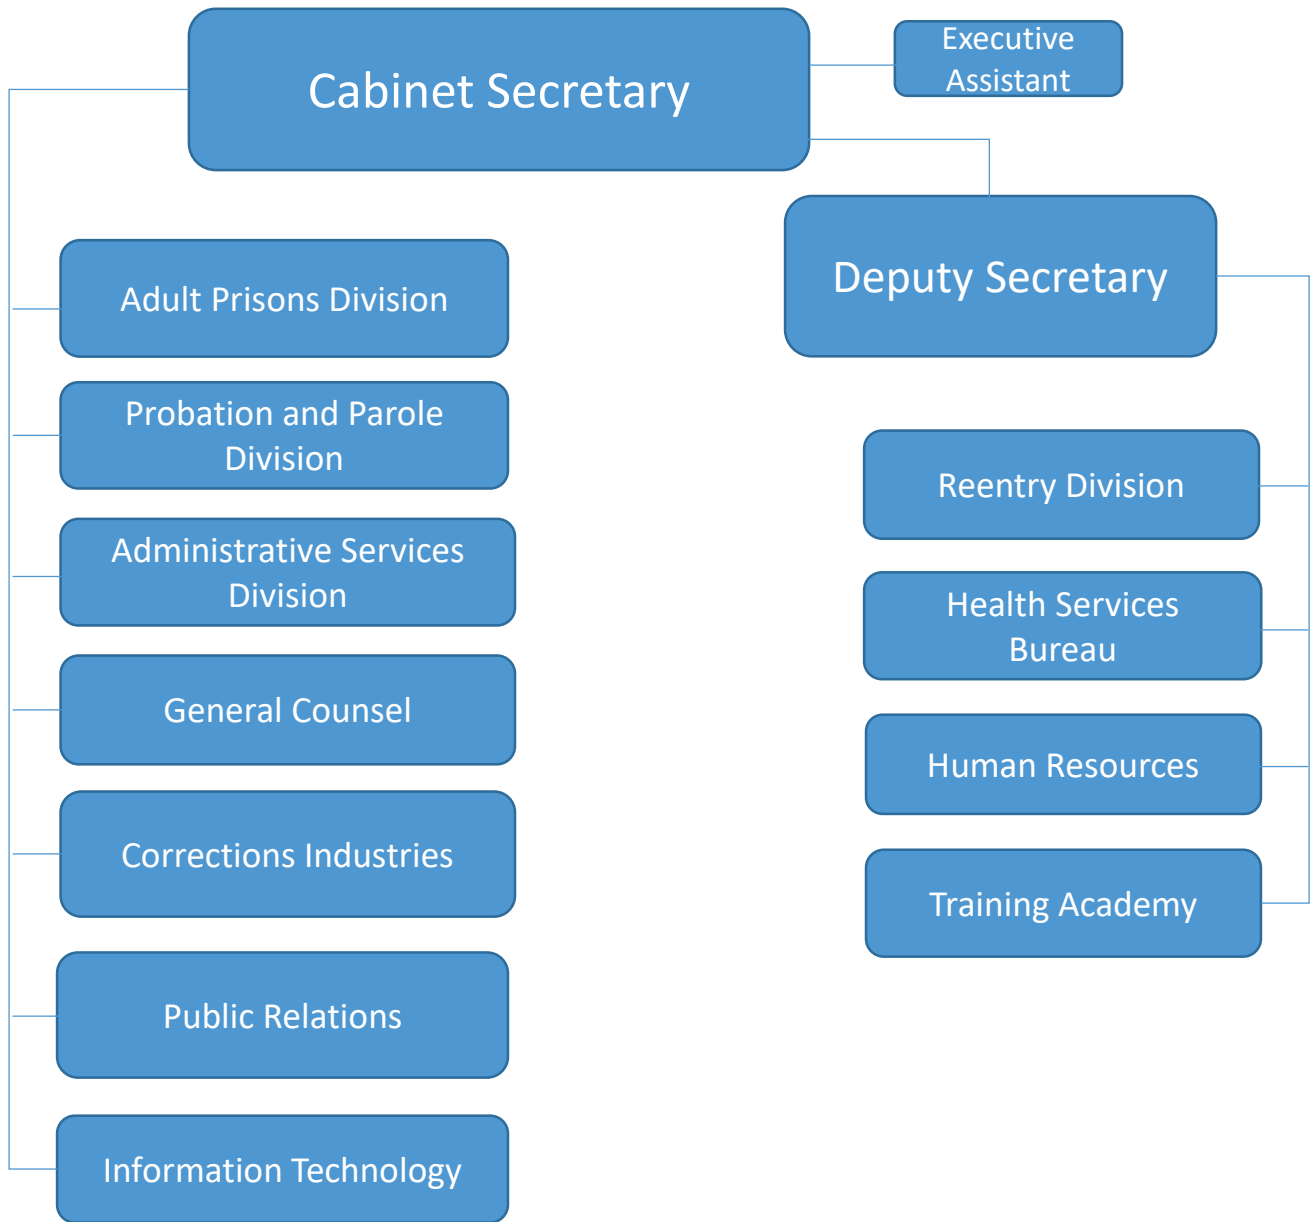 Cabinet Secretary
Executive
Assistant
Deputy Secretary
Adult Prisons Division
Probation and Parole
Division
Administrative Services
Division
General Counsel
Corrections Industries
Public Relations
Information Technology
Reentry Division
Health Services
Bureau
Human Resources
Training Academy